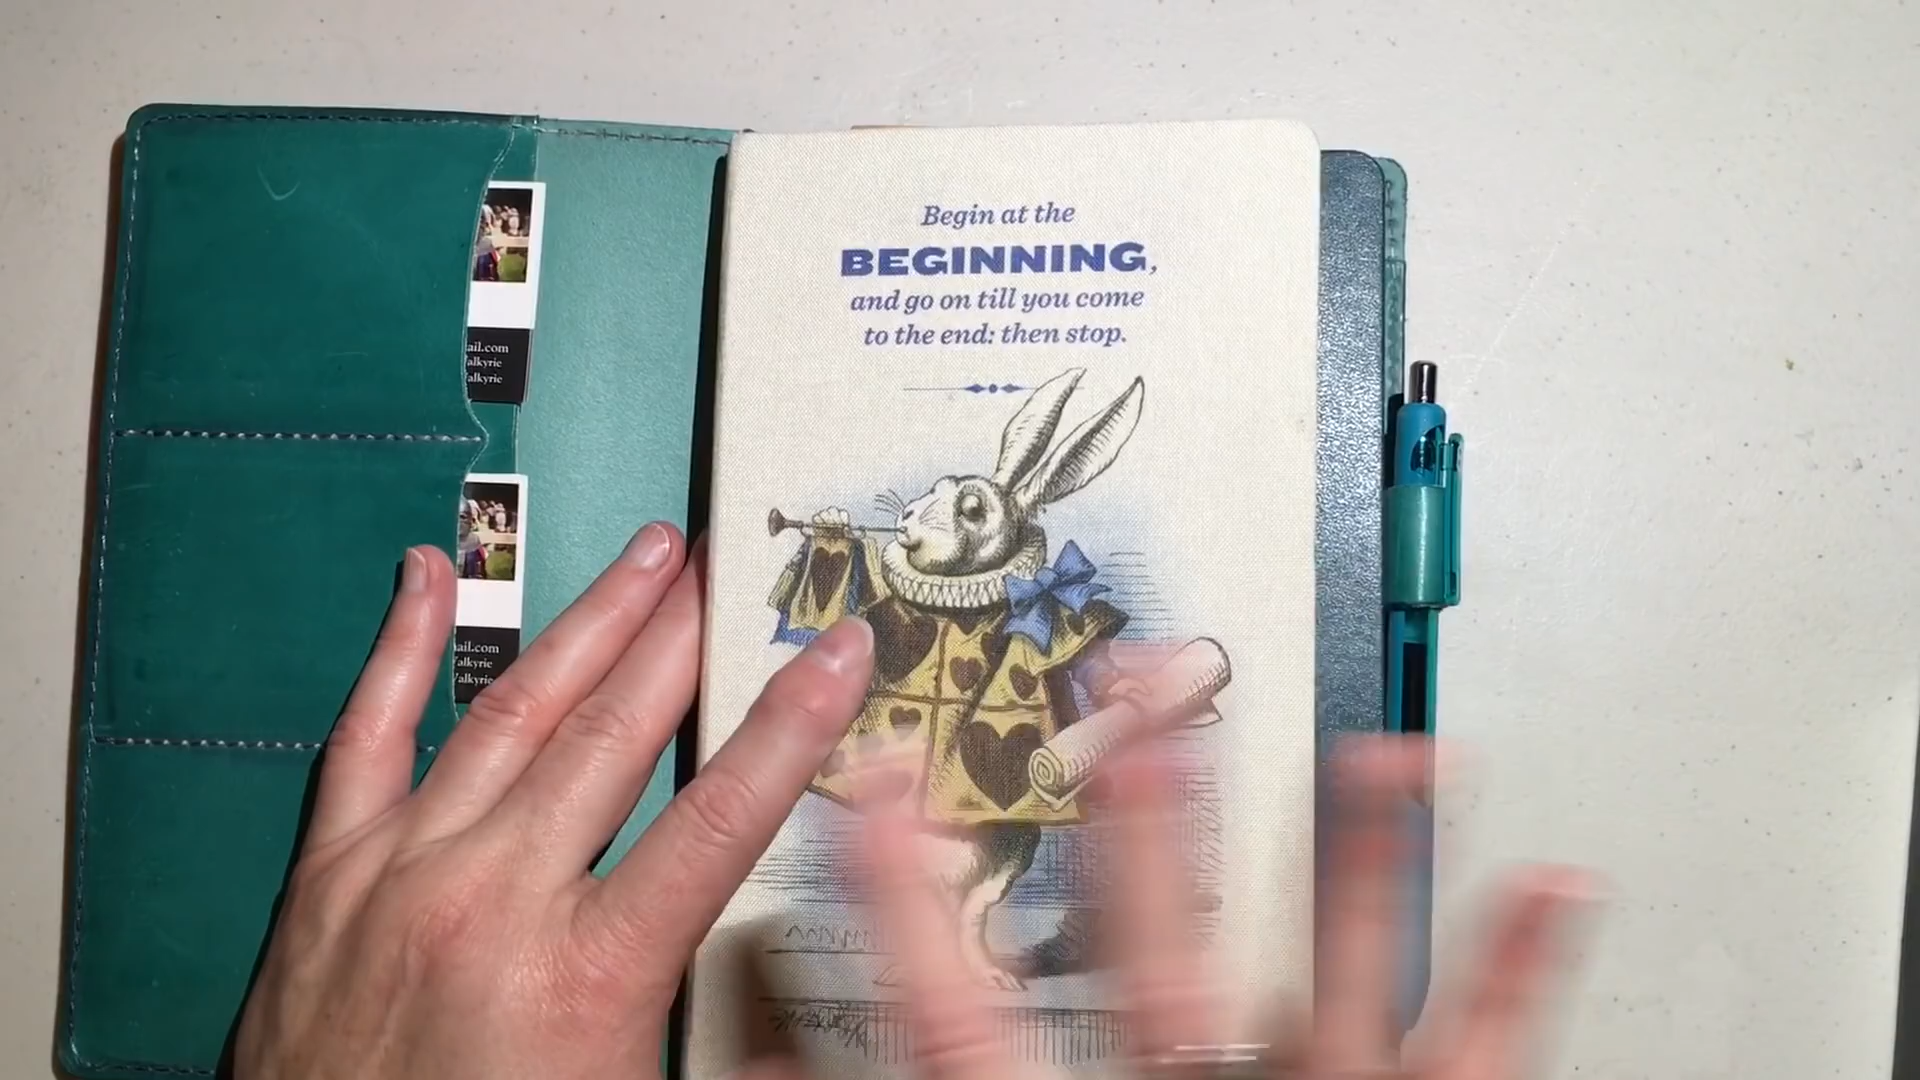 Begin at the
BEGINNING,
and go on till you come
to the end: then stop.
ail.com
alkyrie
alkyrie
ail.com
alkyrie
alkyrie